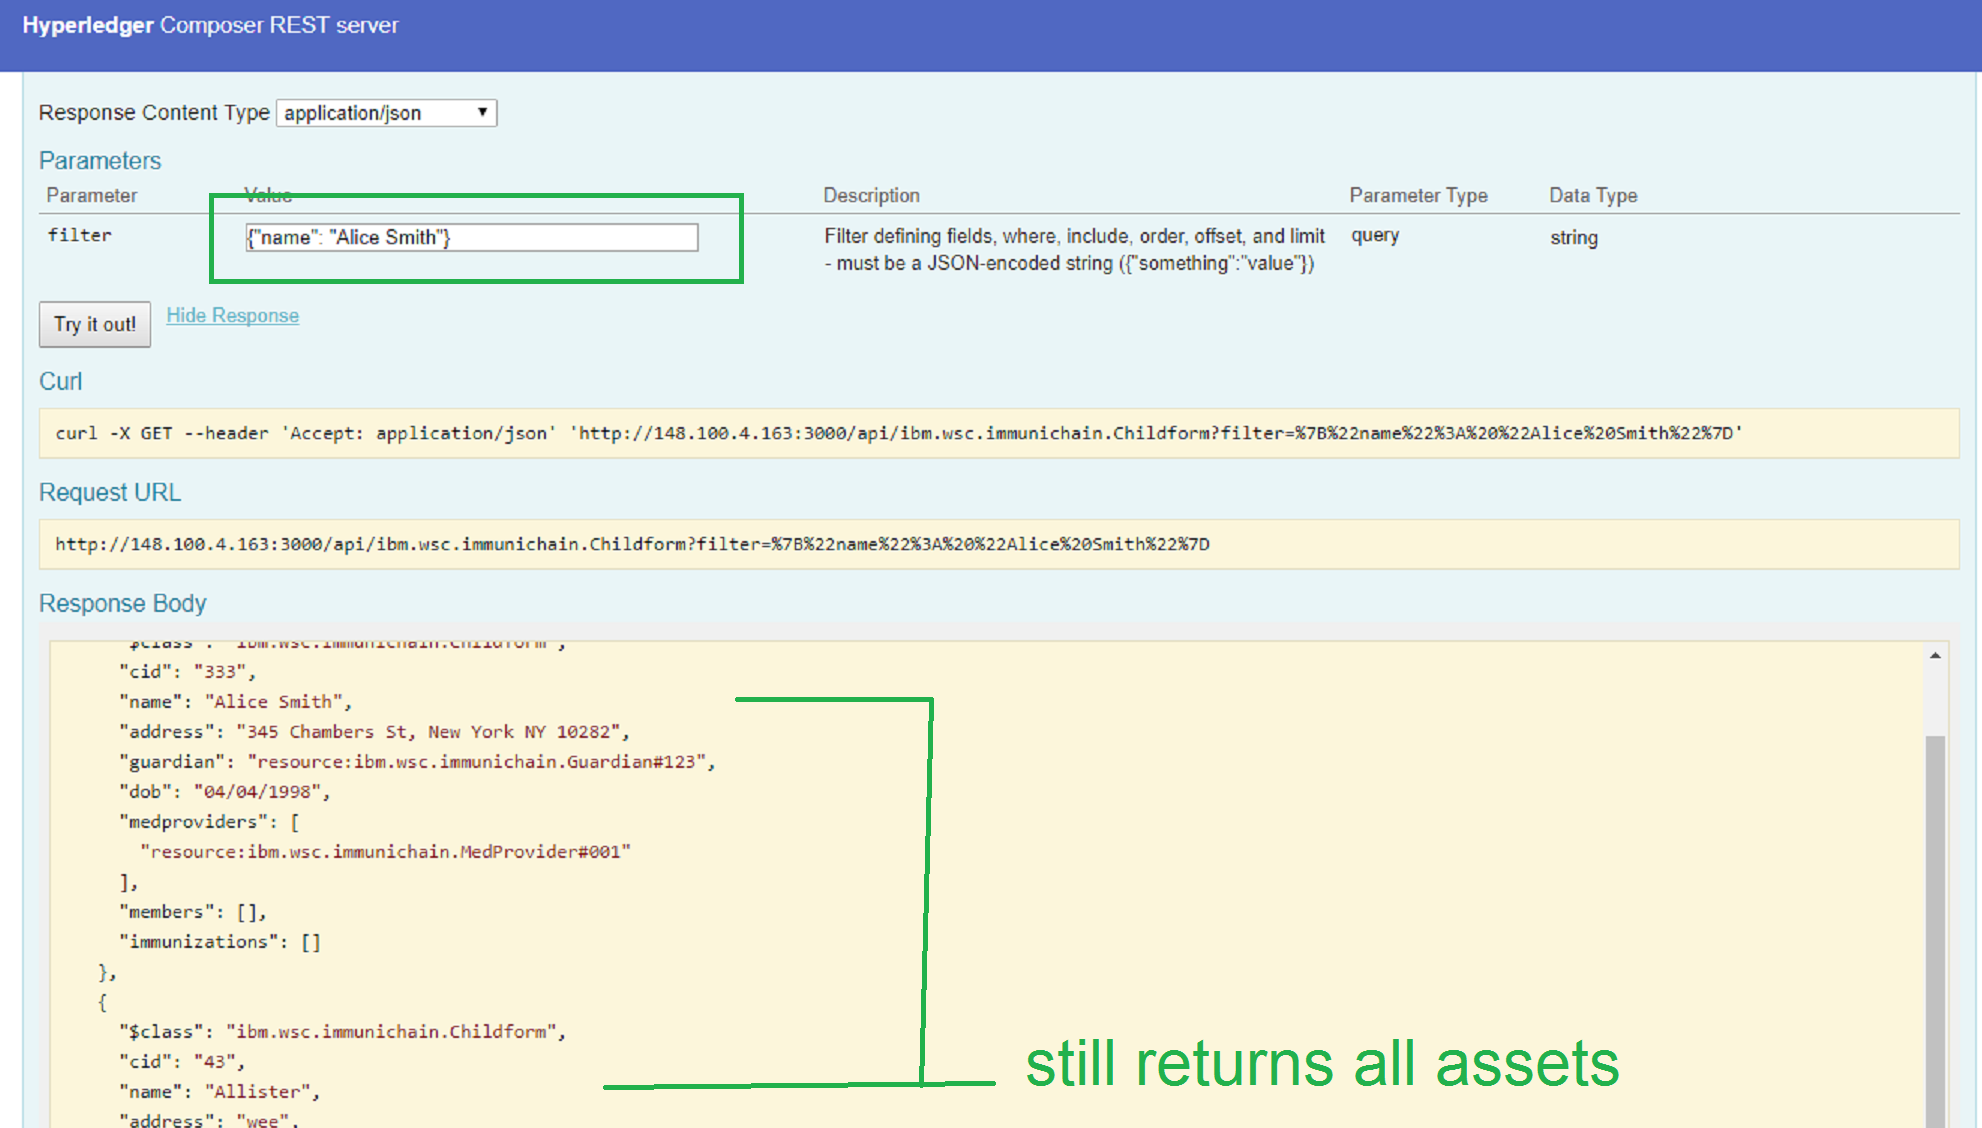 Hyperledger Composer REST server
Response Content Type application/json
Parameters
Parameter Value Description Parameter Type Data Type
filter {"name": "Alice Smith"} Filter defining fields, where, include, order, offset, and limit query string
- must be a JSON-encoded string ({"something":"value"})
Try it out! Hide Response
Curl
curl -X GET --header 'Accept: application/json' 'http://148.100.4.163:3000/api/ibm.wsc.immunichain.Childform?filter=%7B%22name%22%3A%20%22Alice%20Smith%22%7D'
Request URL
http://148.100.4.163:3000/api/ibm.wsc.immunichain.Childform?filter=%7B%22name%22%3A%20%22Alice%20Smith%22%7D
Response Body
"$class": "ibm.wsc.immunichain.Childform",
"cid": "333",
"name": "Alice Smith",
"address": "345 Chambers St, New York NY 10282",
"guardian": "resource:ibm.wsc.immunichain.Guardian#123",
"dob": "04/04/1998",
"medproviders": [
"resource:ibm.wsc.immunichain.MedProvider#001"
],
"members": [],
"immunizations": []
},
{
"$class": "ibm.wsc.immunichain.Childform",
"cid": "43",
"name": "Allister",
"address": "wee",
still returns all assets